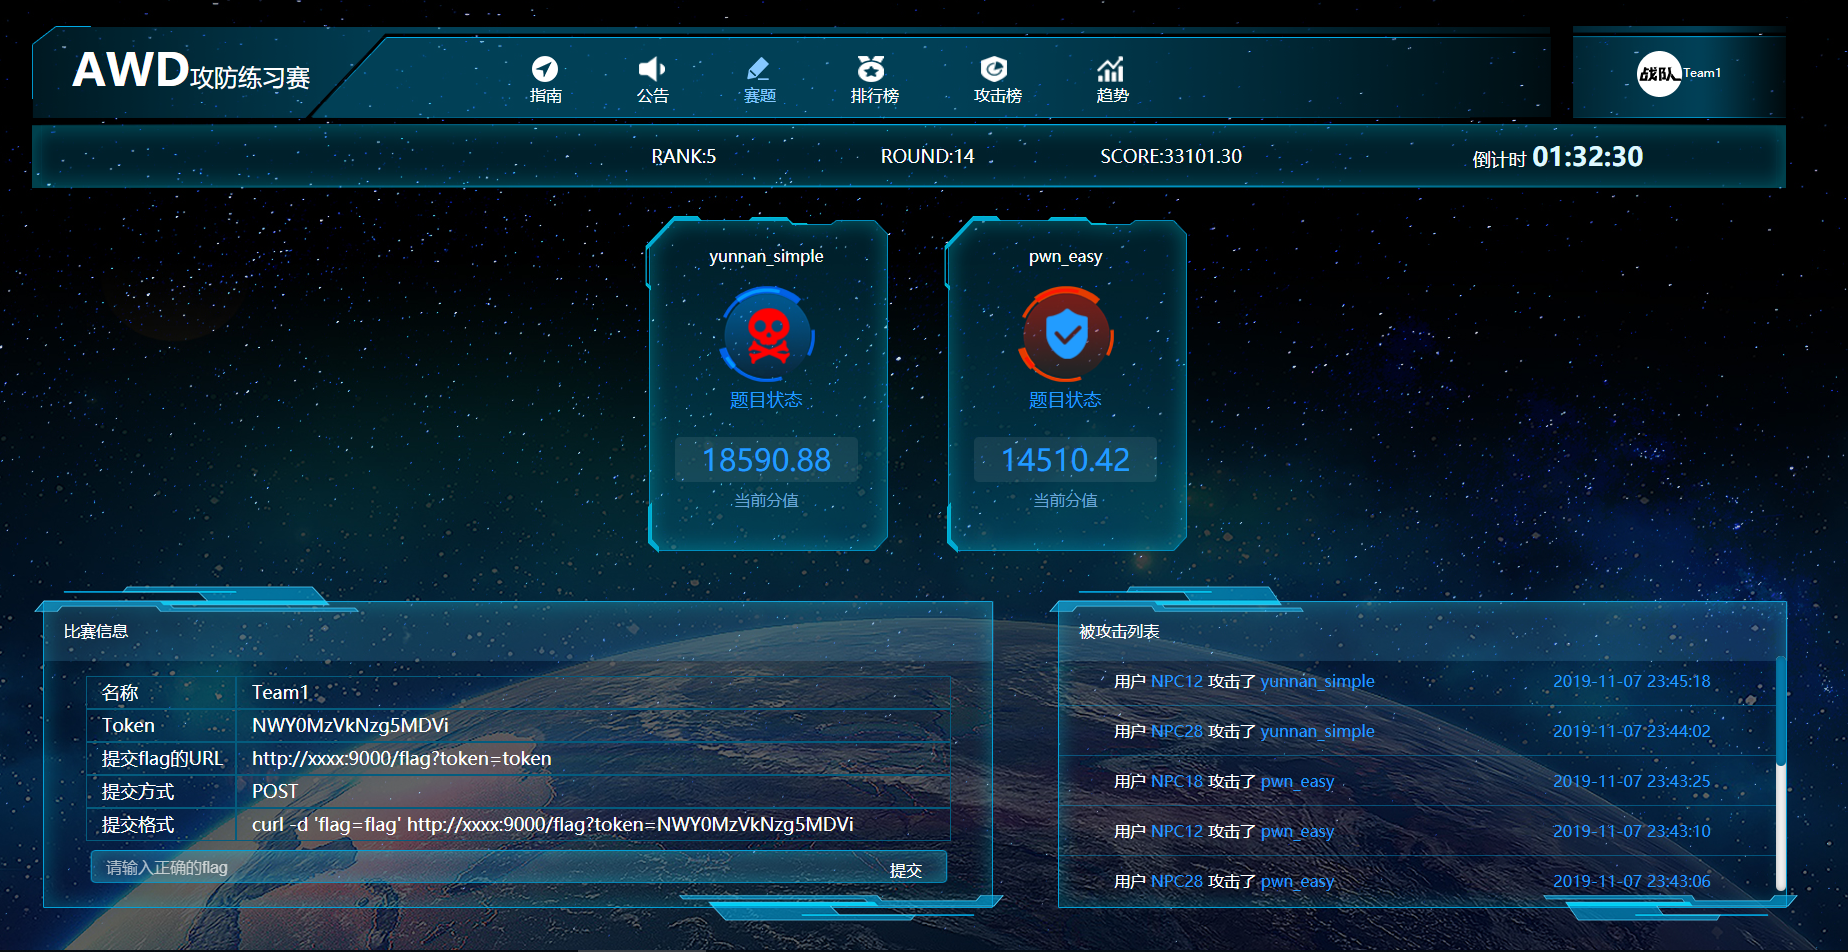 AWD攻防练习赛
指南 公告 赛题 排行榜 攻击榜 趋势
战队 Team1
RANK:5 ROUND:14 SCORE:33101.30 倒计时 01:32:30
yunnan_simple
题目状态
18590.88
当前分值
pwn_easy
题目状态
14510.42
当前分值
比赛信息
名称 Team1
Token NWY0MzVkNzg5MDVi
提交flag的URL http://xxxx:9000/flag?token=token
提交方式 POST
提交格式 curl -d 'flag=flag' http://xxxx:9000/flag?token=NWY0MzVkNzg5MDVi
请输入正确的flag 提交
被攻击列表
用户 NPC12 攻击了 yunnan_simple 2019-11-07 23:45:18
用户 NPC28 攻击了 yunnan_simple 2019-11-07 23:44:02
用户 NPC18 攻击了 pwn_easy 2019-11-07 23:43:25
用户 NPC12 攻击了 pwn_easy 2019-11-07 23:43:10
用户 NPC28 攻击了 pwn_easy 2019-11-07 23:43:06